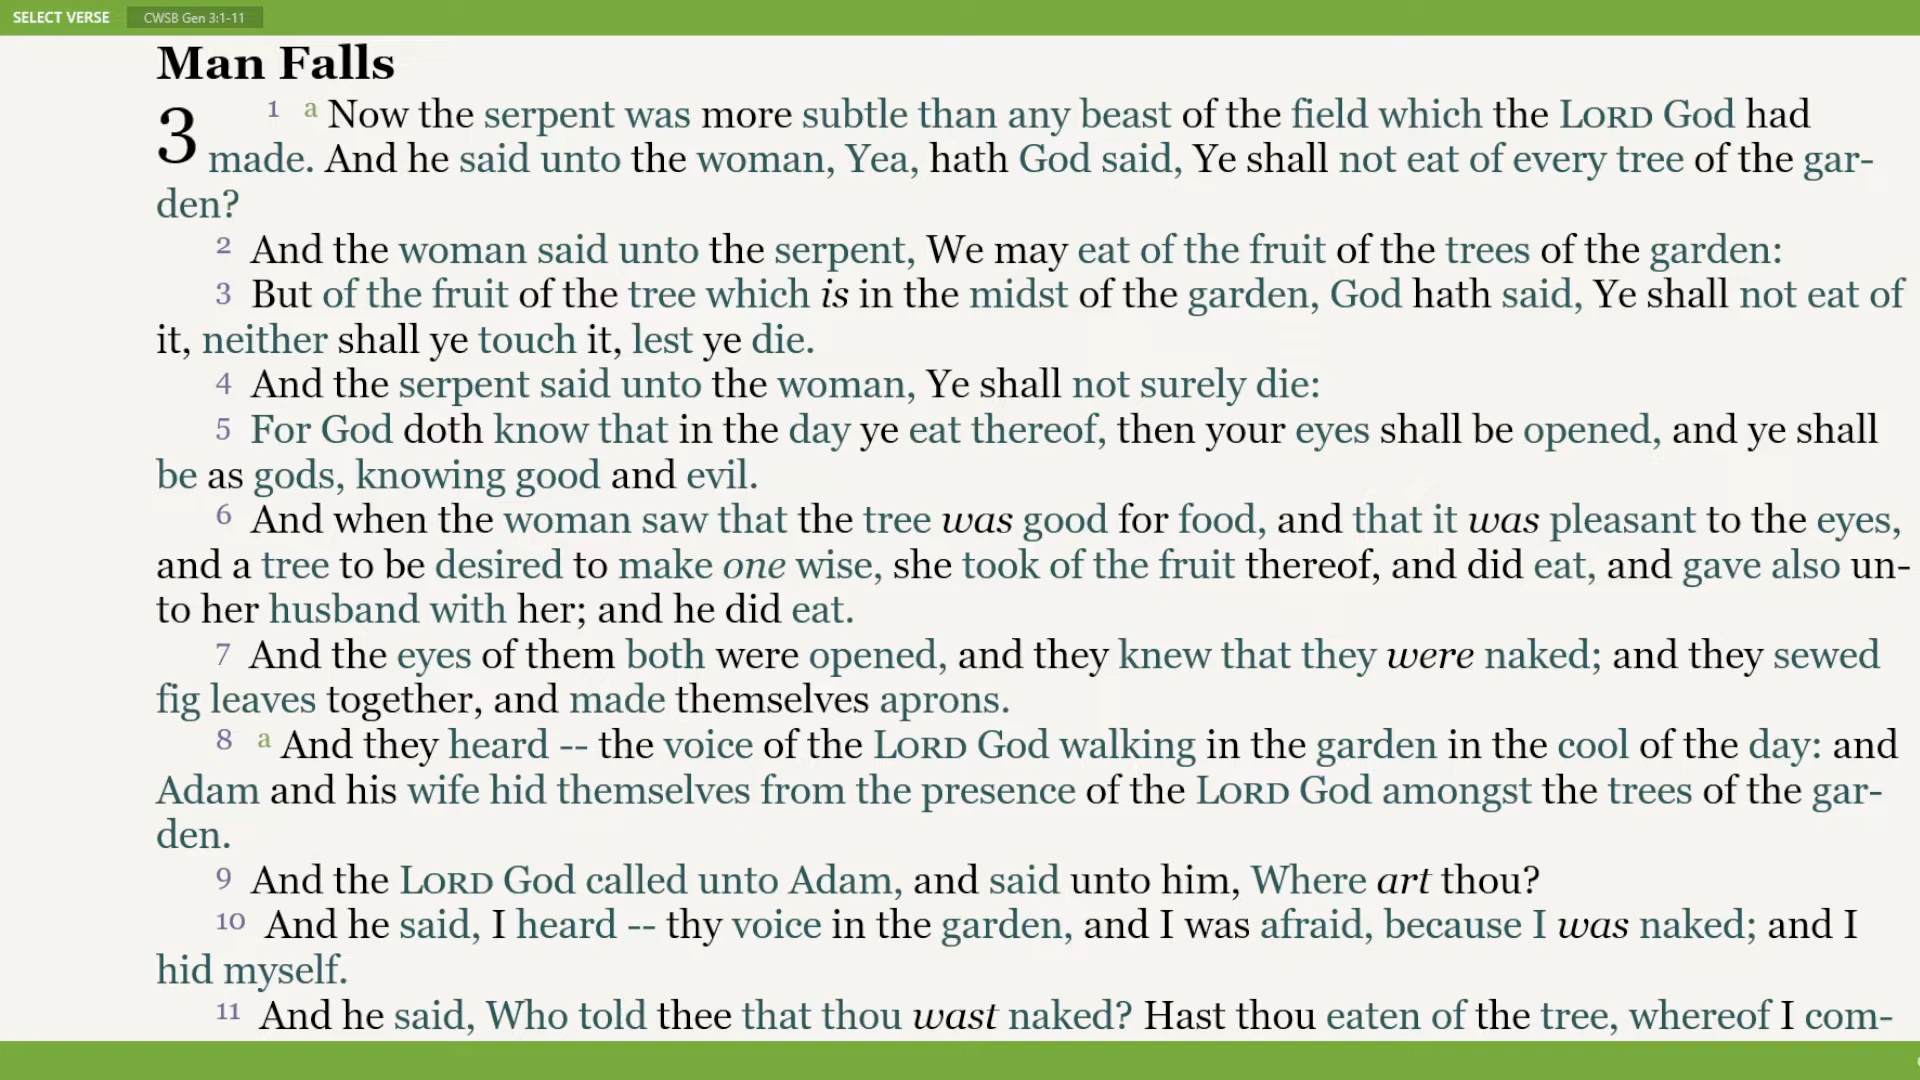 SELECT VERSE CWSB Gen 3:1-11
Man Falls
3 1 a Now the serpent was more subtle than any beast of the field which the LORD God had
made. And he said unto the woman, Yea, hath God said, Ye shall not eat of every tree of the gar-
den?
2 And the woman said unto the serpent, We may eat of the fruit of the trees of the garden:
3 But of the fruit of the tree which is in the midst of the garden, God hath said, Ye shall not eat of
it, neither shall ye touch it, lest ye die.
4 And the serpent said unto the woman, Ye shall not surely die:
5 For God doth know that in the day ye eat thereof, then your eyes shall be opened, and ye shall
be as gods, knowing good and evil.
6 And when the woman saw that the tree was good for food, and that it was pleasant to the eyes,
and a tree to be desired to make one wise, she took of the fruit thereof, and did eat, and gave also un-
to her husband with her; and he did eat.
7 And the eyes of them both were opened, and they knew that they were naked; and they sewed
fig leaves together, and made themselves aprons.
8 a And they heard -- the voice of the LORD God walking in the garden in the cool of the day: and
Adam and his wife hid themselves from the presence of the LORD God amongst the trees of the gar-
den.
9 And the LORD God called unto Adam, and said unto him, Where art thou?
10 And he said, I heard -- thy voice in the garden, and I was afraid, because I was naked; and I
hid myself.
11 And he said, Who told thee that thou wast naked? Hast thou eaten of the tree, whereof I com-